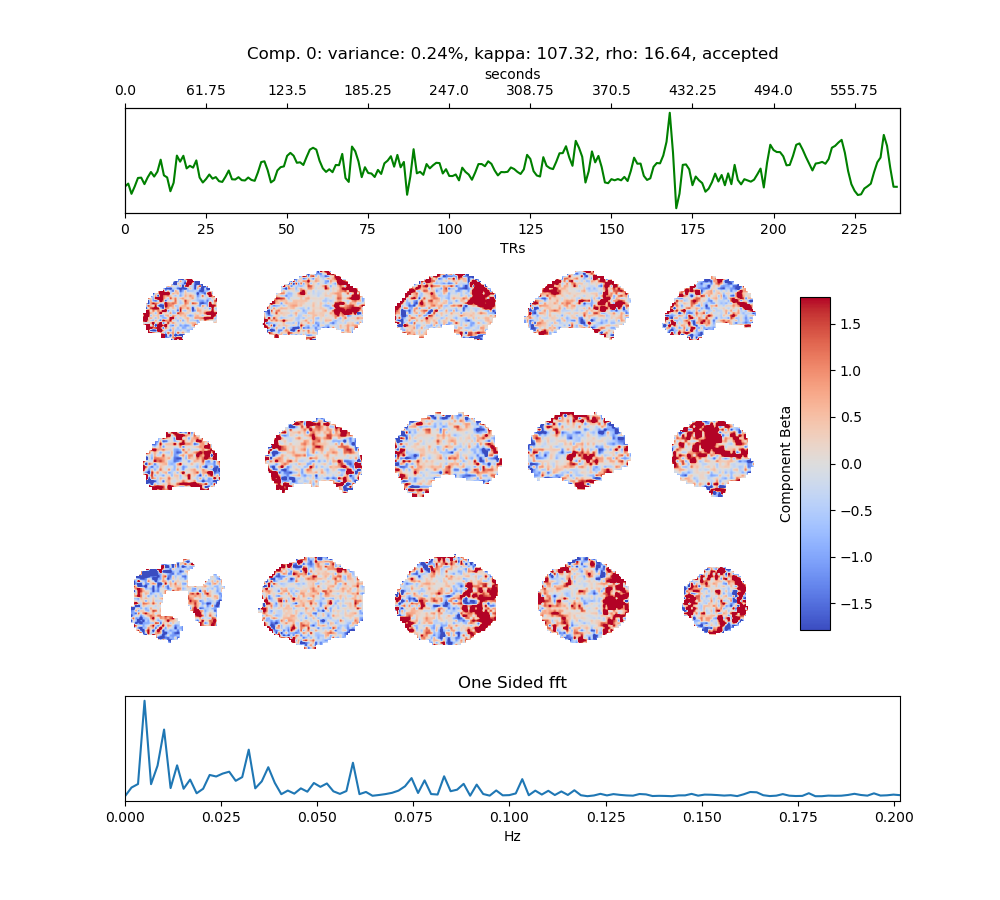 Comp. 0: variance: 0.24%, kappa: 107.32, rho: 16.64, accepted
seconds
0.0 61.75 123.5 185.25 247.0 308.75 370.5 432.25 494.0 555.75
0 25 50 75 100 125 150 175 200 225
TRs
1.5
1.0
0.5
0.0
−0.5
−1.0
−1.5
Component Beta
One Sided fft
0.000 0.025 0.050 0.075 0.100 0.125 0.150 0.175 0.200
Hz